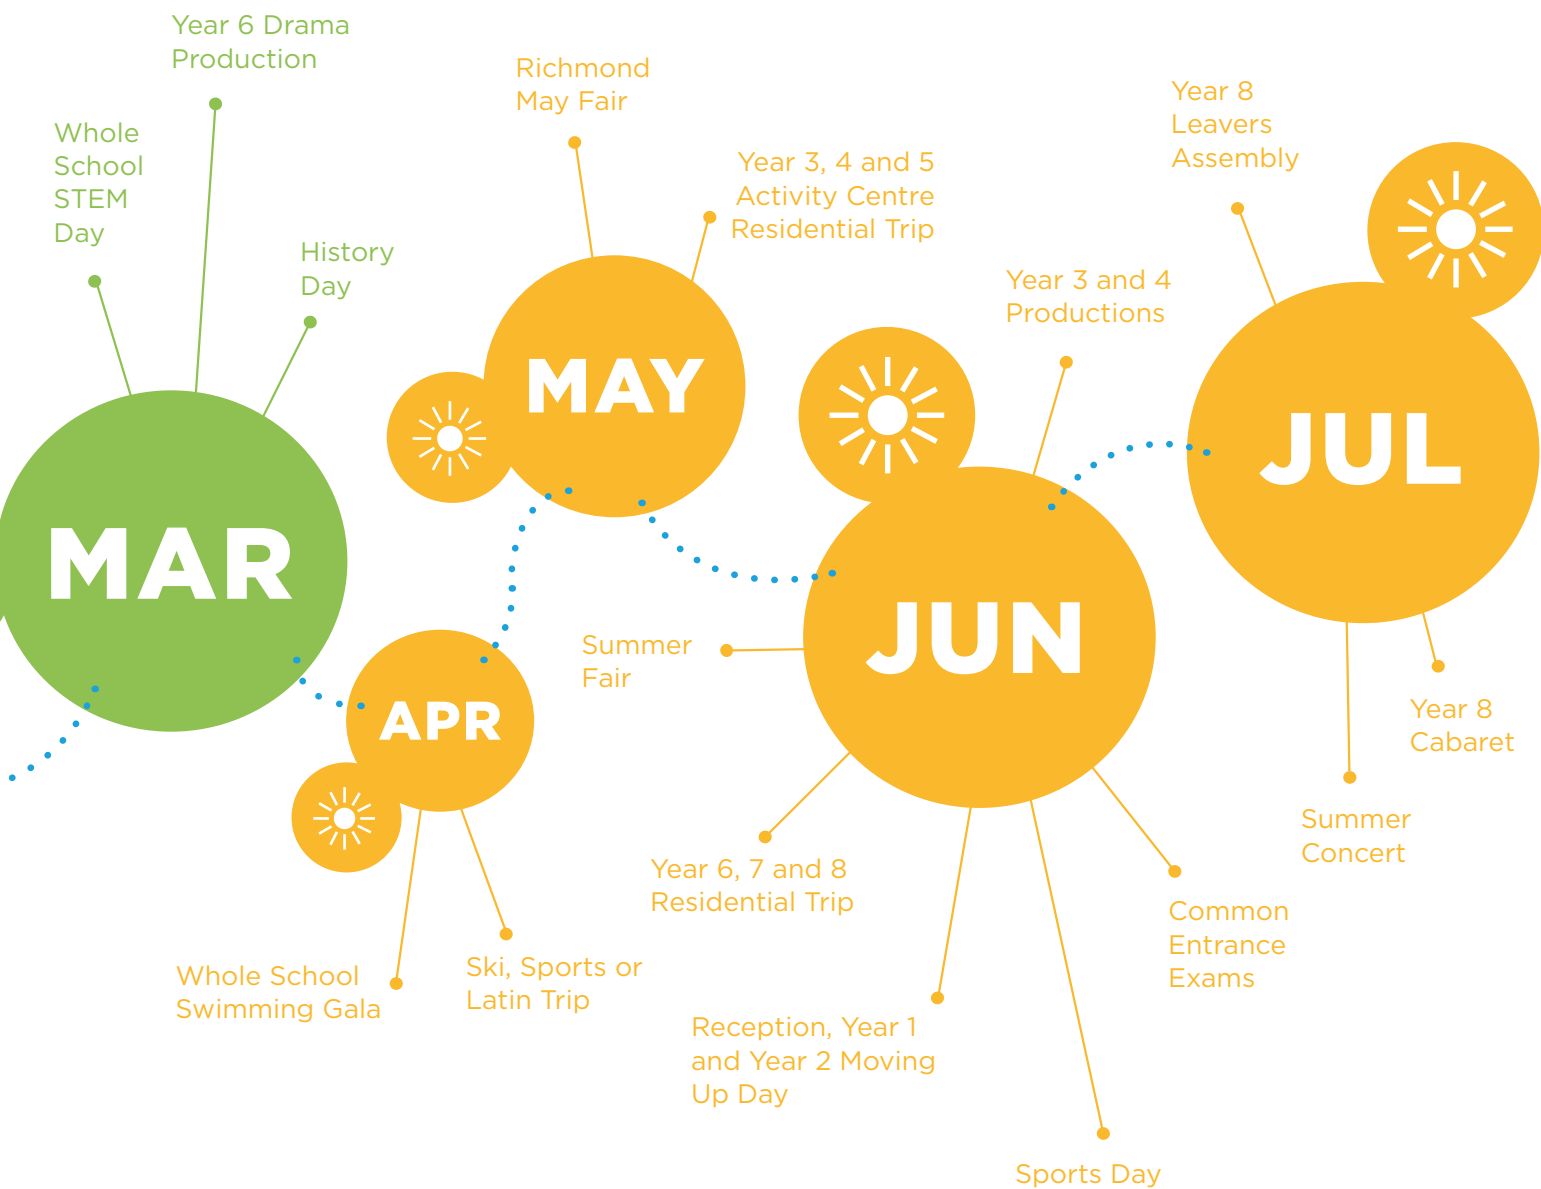 Year 6 Drama
Production
Whole
School
STEM
Day
History
Day
MAR
Whole School
Swimming Gala
Ski, Sports or
Latin Trip
APR
Richmond
May Fair
Year 3, 4 and 5
Activity Centre
Residential Trip
MAY
Year 3 and 4
Productions
JUN
Summer
Fair
Year 6, 7 and 8
Residential Trip
Reception, Year 1
and Year 2 Moving
Up Day
Sports Day
Common
Entrance
Exams
Year 8
Leavers
Assembly
JUL
Year 8
Cabaret
Summer
Concert